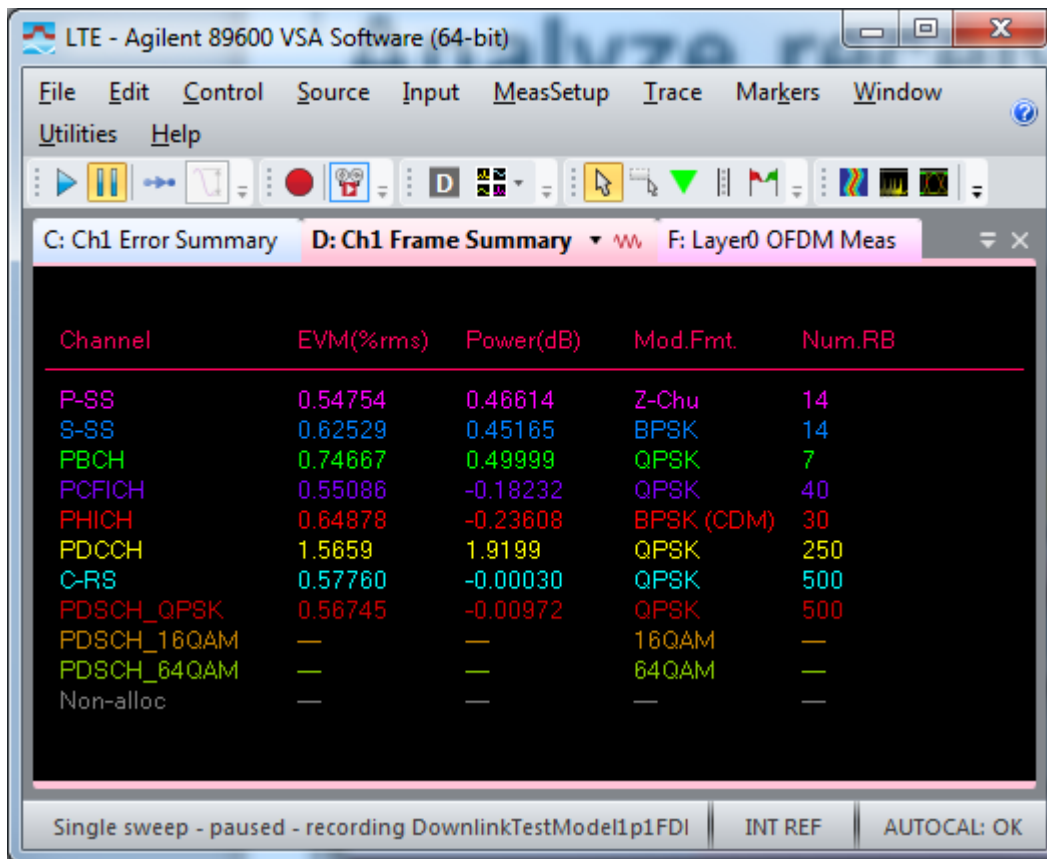 Analyze recei
LTE - Agilent 89600 VSA Software (64-bit)
File Edit Control Source Input MeasSetup Trace Markers Window
Utilities Help
D
C: Ch1 Error Summary D: Ch1 Frame Summary F: Layer0 OFDM Meas
Channel EVM(%rms) Power(dB) Mod.Fmt. Num.RB
P-SS 0.54754 0.46614 Z-Chu 14
S-SS 0.62529 0.45165 BPSK 14
PBCH 0.74667 0.49999 QPSK 7
PCFICH 0.55086 -0.18232 QPSK 40
PHICH 0.64878 -0.23608 BPSK (CDM) 30
PDCCH 1.5659 1.9199 QPSK 250
C-RS 0.57760 -0.00030 QPSK 500
PDSCH_QPSK 0.56745 -0.00972 QPSK 500
PDSCH_16QAM — — 16QAM —
PDSCH_64QAM — — 64QAM —
Non-alloc — — — —
Single sweep - paused - recording DownlinkTestModel1p1FDI INT REF AUTOCAL: OK